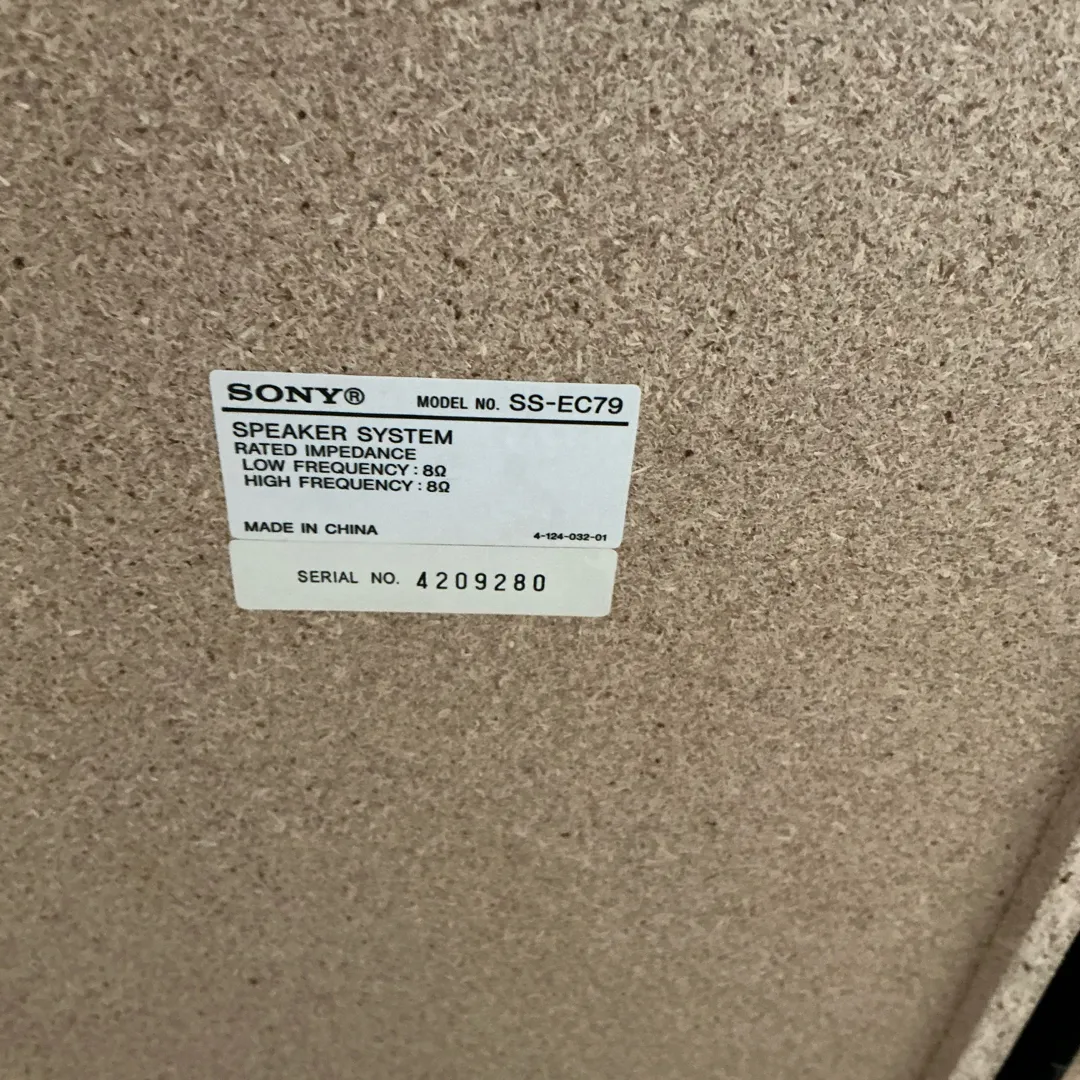 SONY® MODEL NO. SS-EC79
SPEAKER SYSTEM
RATED IMPEDANCE
LOW FREQUENCY : 8Ω
HIGH FREQUENCY : 8Ω
MADE IN CHINA 4-124-032-01
SERIAL NO. 4209280